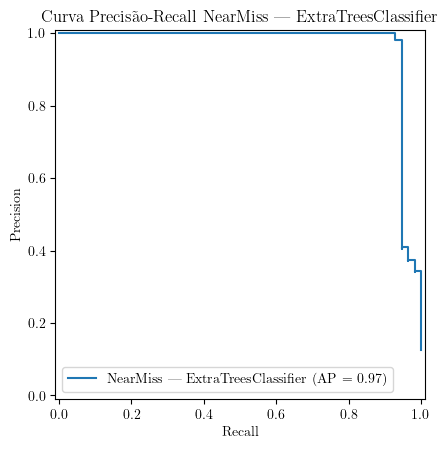 Curva Precisão-Recall NearMiss — ExtraTreesClassifier
1.0
0.8
0.6
0.4
0.2
0.0
Precision
NearMiss — ExtraTreesClassifier (AP = 0.97)
0.0 0.2 0.4 0.6 0.8 1.0
Recall